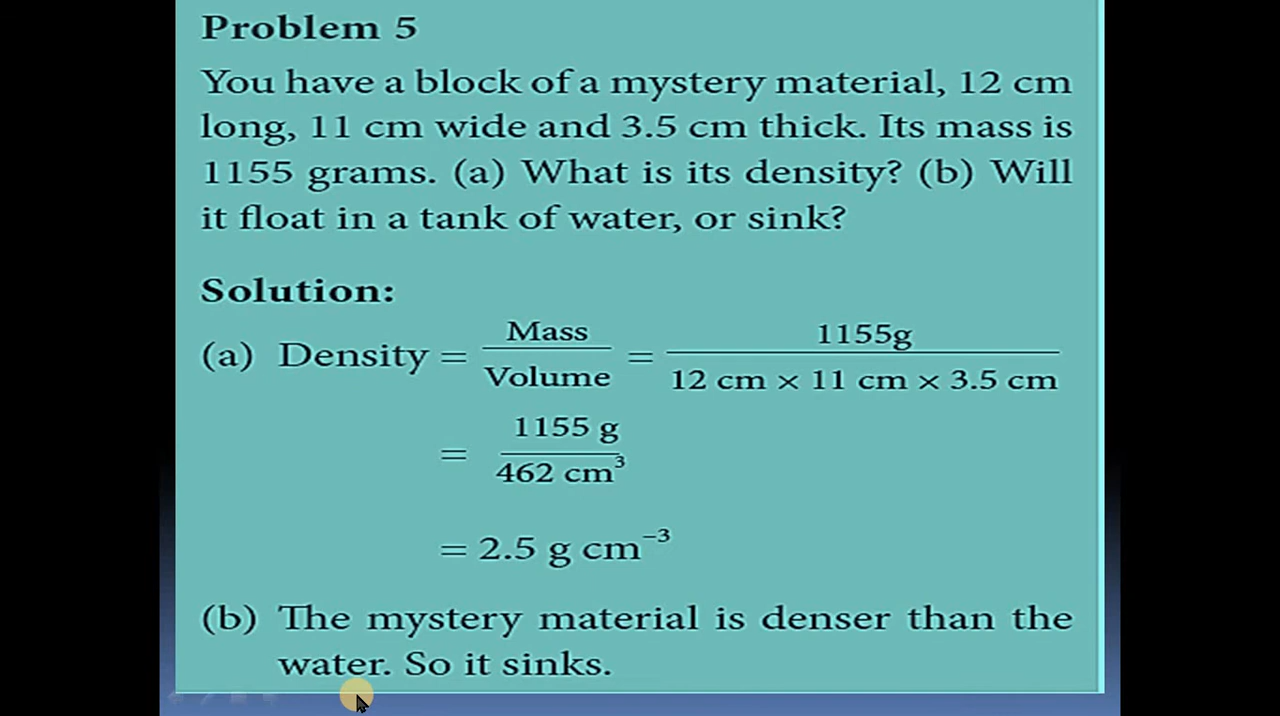 Problem 5
You have a block of a mystery material, 12 cm
long, 11 cm wide and 3.5 cm thick. Its mass is
1155 grams. (a) What is its density? (b) Will
it float in a tank of water, or sink?
Solution:
(a) Density = Mass / Volume = 1155g / 12 cm × 11 cm × 3.5 cm
= 1155 g / 462 cm³
= 2.5 g cm⁻³
(b) The mystery material is denser than the
water. So it sinks.